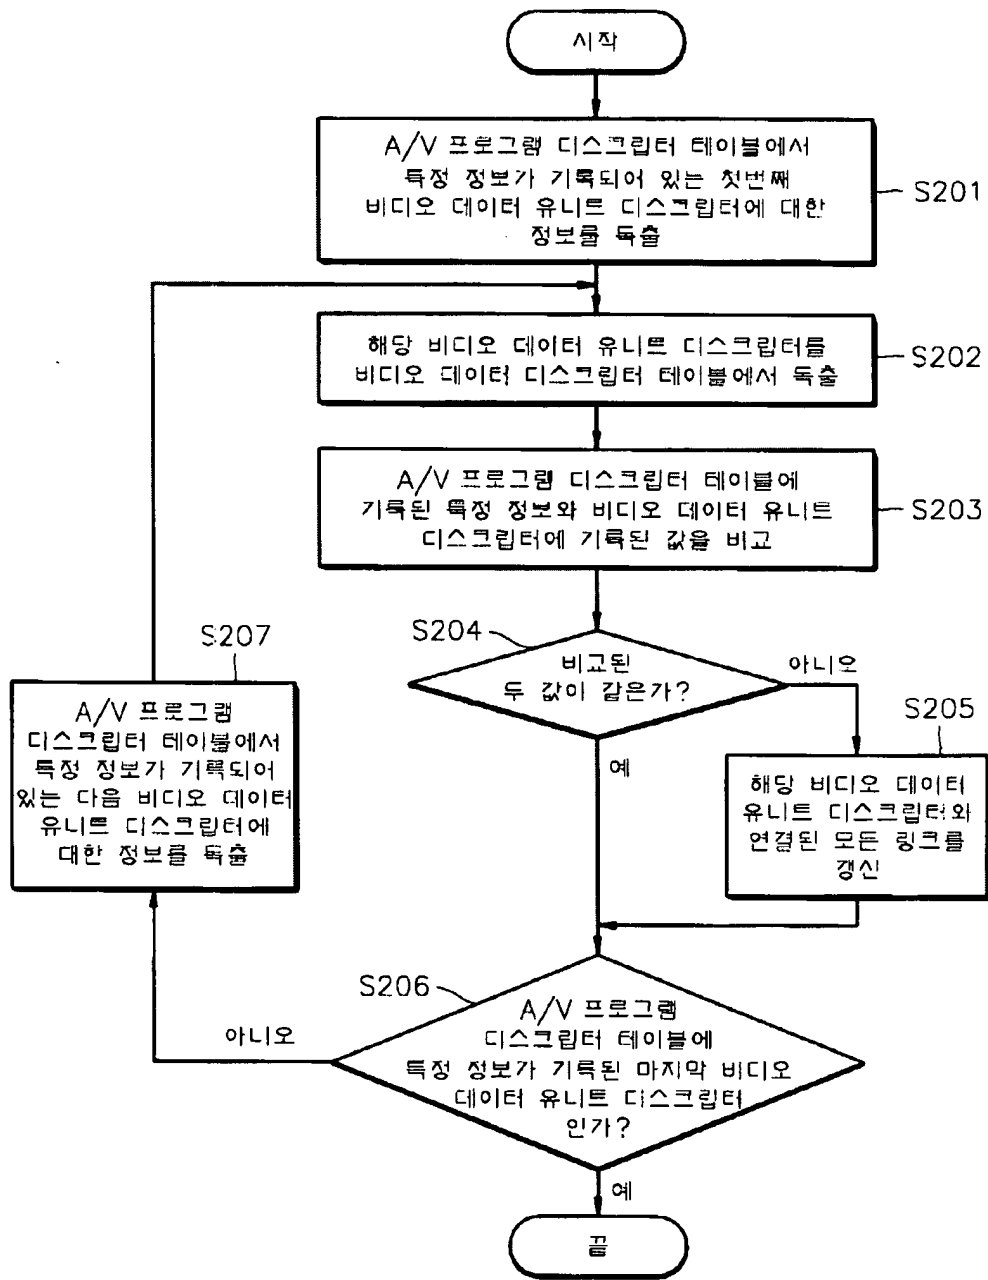 시작
A/V 프로그램 디스크립터 테이블에서
특정 정보가 기록되어 있는 첫번째
비디오 데이터 유니트 디스크립터에 대한
정보를 독출
S201
해당 비디오 데이터 유니트 디스크립터를
비디오 데이터 디스크립터 테이블에서 독출
S202
A/V 프로그램 디스크립터 테이블에
기록된 특정 정보와 비디오 데이터 유니트
디스크립터에 기록된 값을 비교
S203
S204
비교된
두 값이 같은가?
아니오
예
S205
해당 비디오 데이터
유니트 디스크립터와
연결된 모든 링크를
갱신
S207
A/V 프로그램
디스크립터 테이블에서
특정 정보가 기록되어
있는 다음 비디오 데이터
유니트 디스크립터에
대한 정보를 독출
S206
A/V 프로그램
디스크립터 테이블에
특정 정보가 기록된 마지막 비디오
데이터 유니트 디스크립터
인가?
아니오
예
끝